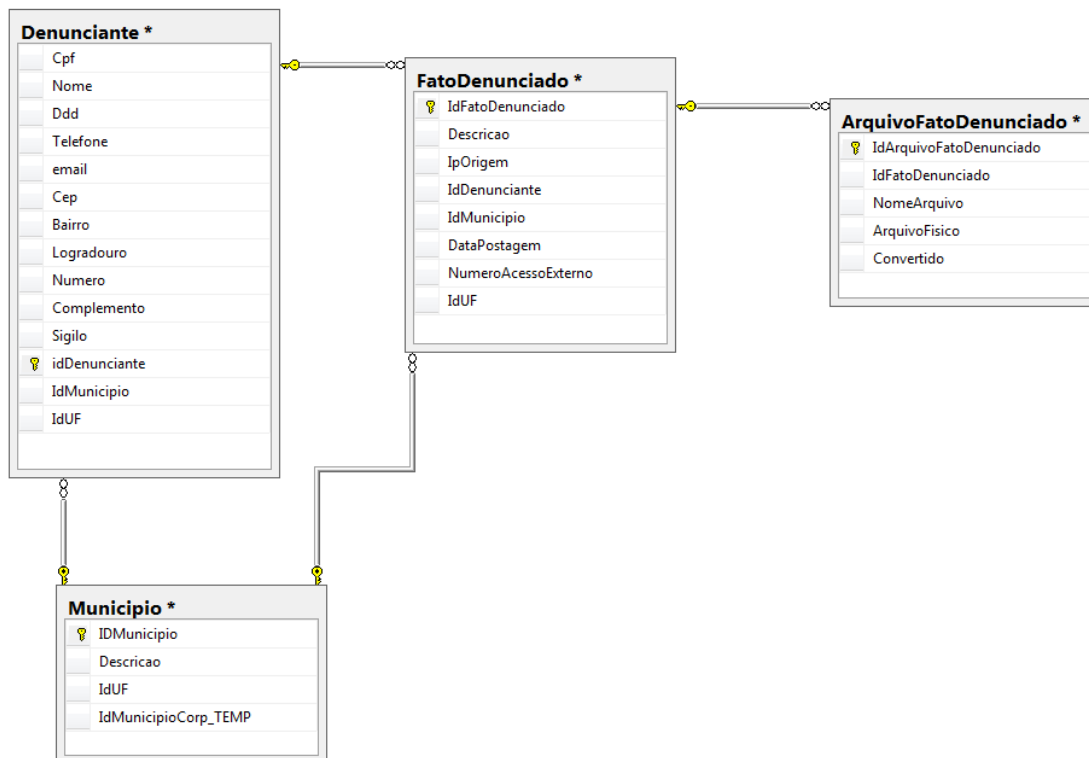 Denunciante *
Cpf
Nome
Ddd
Telefone
email
Cep
Bairro
Logradouro
Numero
Complemento
Sigilo
idDenunciante
IdMunicipio
IdUF
FatoDenunciado *
IdFatoDenunciado
Descricao
IpOrigem
IdDenunciante
IdMunicipio
DataPostagem
NumeroAcessoExterno
IdUF
ArquivoFatoDenunciado *
IdArquivoFatoDenunciado
IdFatoDenunciado
NomeArquivo
ArquivoFisico
Convertido
Municipio *
IDMunicipio
Descricao
IdUF
IdMunicipioCorp_TEMP